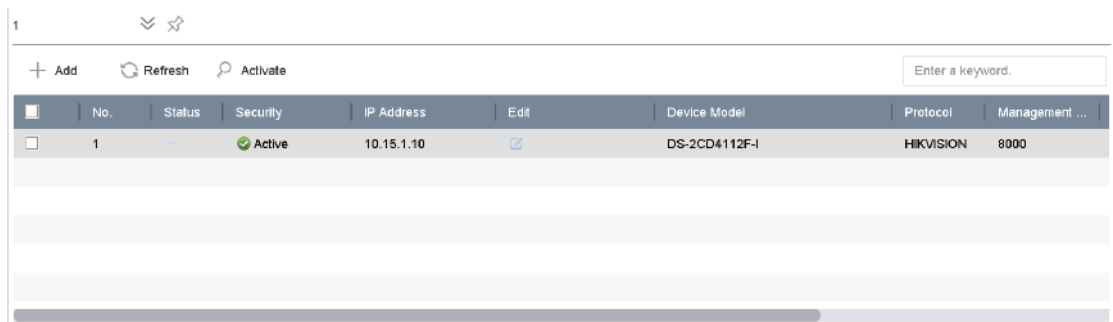 1
Add Refresh Activate Enter a keyword.
No. Status Security IP Address Edit Device Model Protocol Management ...
1 Active 10.15.1.10 DS-2CD4112F-I HIKVISION 8000